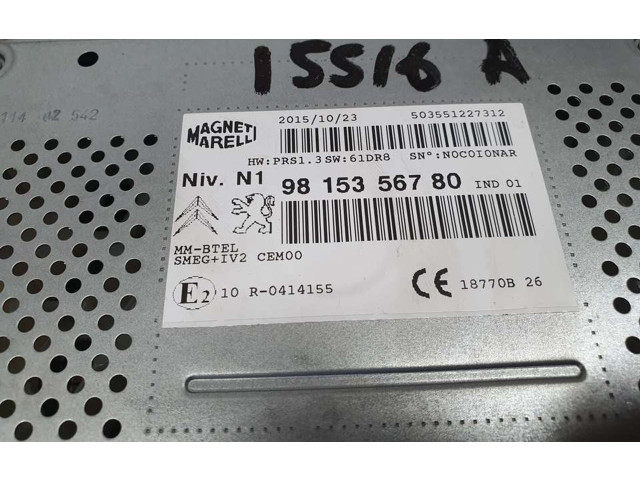 15516 A
114 02 542
MAGNETI
MARELLI
2015/10/23
503551227312
HW:PRS1.3 SW:61DR8 SN°:NOCOIONAR
Niv. N1
98 153 567 80 IND 01
MM-BTEL
SMEG+IV2 CEM00
E2 10 R-0414155
CE 18770B 26